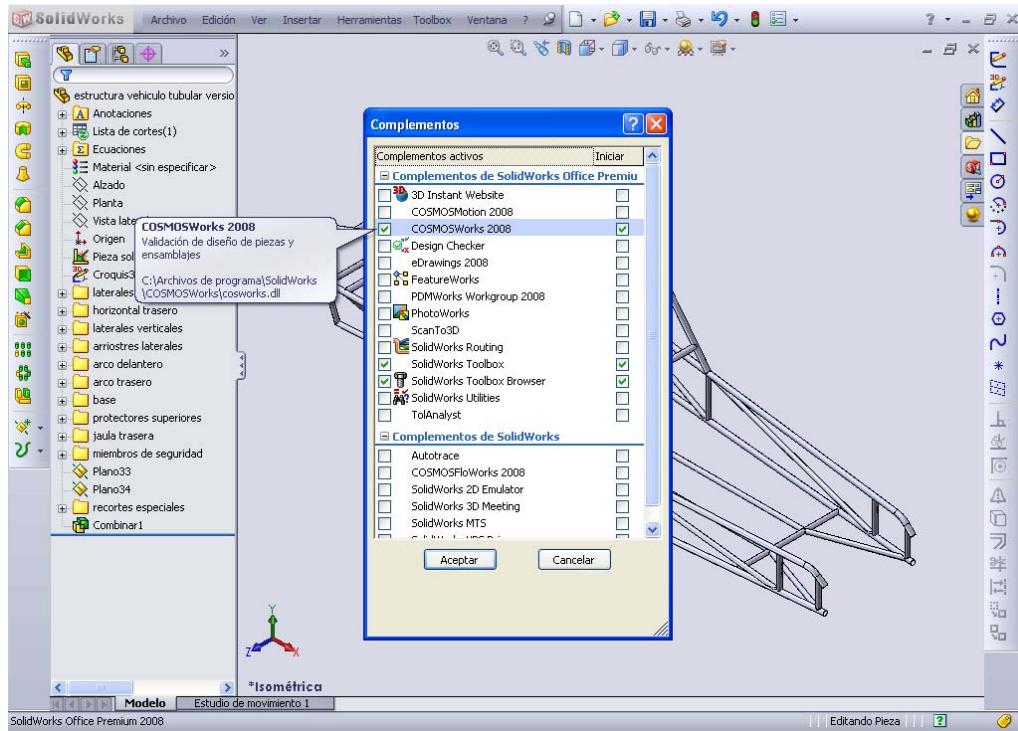 SolidWorks Archivo Edición Ver Insertar Herramientas Toolbox Ventana ?
estructura vehiculo tubular versio
Anotaciones
Lista de cortes(1)
Ecuaciones
Material <sin especificar>
Alzado
Planta
Vista late
Origen
Pieza sol
Croquis3
laterales
horizontal trasero
laterales verticales
arriostres laterales
arco delantero
arco trasero
base
protectores superiores
jaula trasera
miembros de seguridad
Plano33
Plano34
recortes especiales
Combinar1
COSMOSWorks 2008
Validación de diseño de piezas y
ensamblajes
C:\Archivos de programa\SolidWorks
\COSMOSWorks\cosworks.dll
Complementos
Complementos activos Iniciar
Complementos de SolidWorks Office Premiu
3D Instant Website
COSMOSMotion 2008
COSMOSWorks 2008
Design Checker
eDrawings 2008
FeatureWorks
PDMWorks Workgroup 2008
PhotoWorks
ScanTo3D
SolidWorks Routing
SolidWorks Toolbox
SolidWorks Toolbox Browser
SolidWorks Utilities
TolAnalyst
Complementos de SolidWorks
Autotrace
COSMOSFloWorks 2008
SolidWorks 2D Emulator
SolidWorks 3D Meeting
SolidWorks MTS
Aceptar Cancelar
Y
Z X
*Isométrica
Modelo Estudio de movimiento 1
SolidWorks Office Premium 2008 Editando Pieza